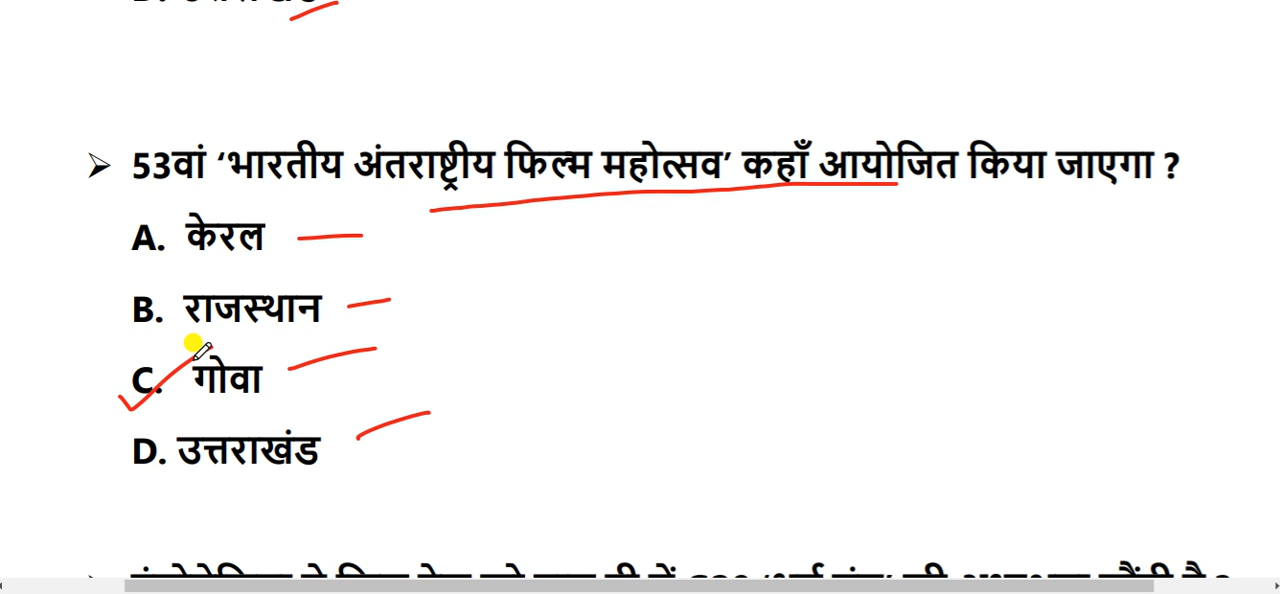 ➢ 53वां ‘भारतीय अंतराष्ट्रीय फिल्म महोत्सव’ कहाँ आयोजित किया जाएगा ?
A. केरल
B. राजस्थान
C. गोवा
D. उत्तराखंड